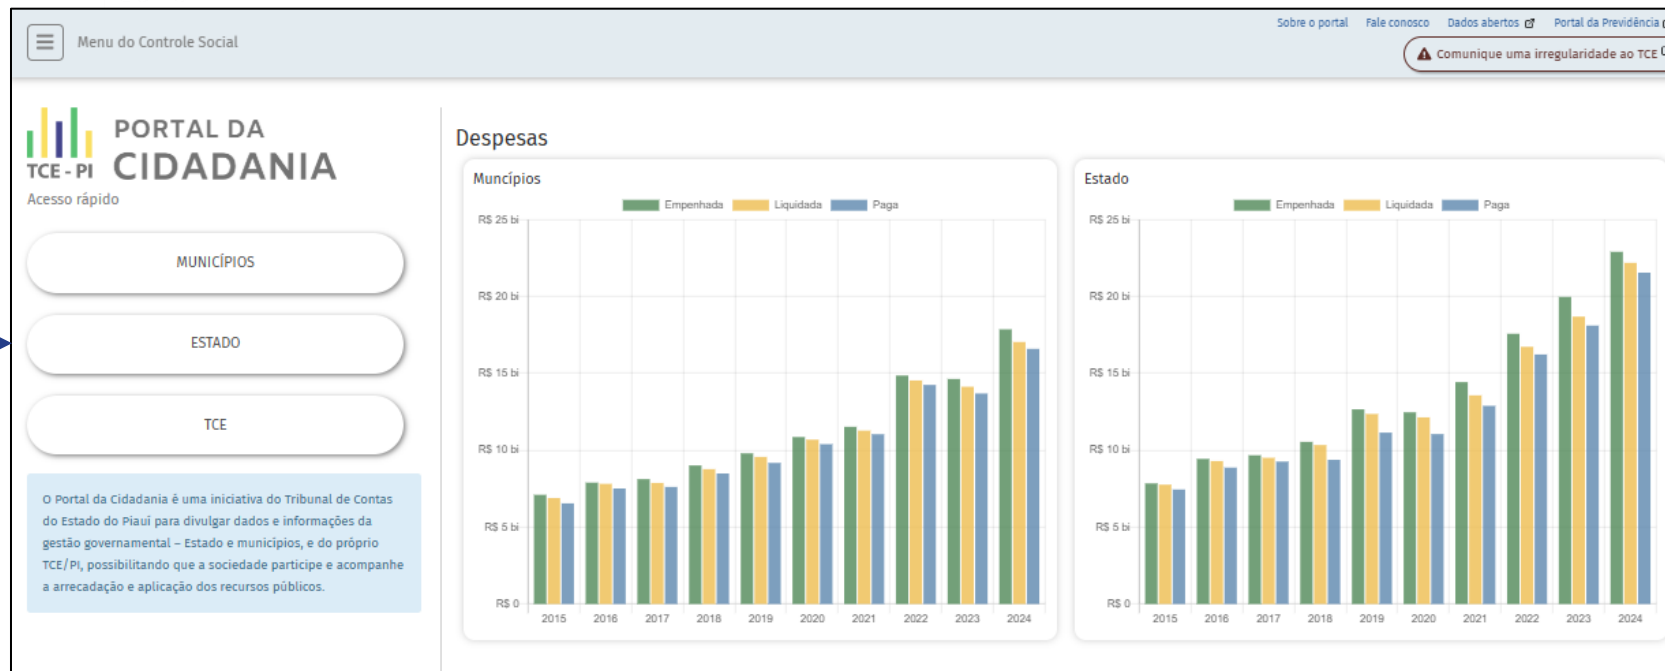 Menu do Controle Social
Sobre o portal Fale conosco Dados abertos Portal da Previdência
Comunique uma irregularidade ao TCE
TCE - PI
PORTAL DA
CIDADANIA
Acesso rápido
MUNICÍPIOS
ESTADO
TCE
O Portal da Cidadania é uma iniciativa do Tribunal de Contas
do Estado do Piauí para divulgar dados e informações da
gestão governamental – Estado e municípios, e do próprio
TCE/PI, possibilitando que a sociedade participe e acompanhe
a arrecadação e aplicação dos recursos públicos.
Despesas
Muncípios
Empenhada Liquidada Paga
R$ 25 bi
R$ 20 bi
R$ 15 bi
R$ 10 bi
R$ 5 bi
R$ 0
2015 2016 2017 2018 2019 2020 2021 2022 2023 2024
Estado
Empenhada Liquidada Paga
R$ 25 bi
R$ 20 bi
R$ 15 bi
R$ 10 bi
R$ 5 bi
R$ 0
2015 2016 2017 2018 2019 2020 2021 2022 2023 2024